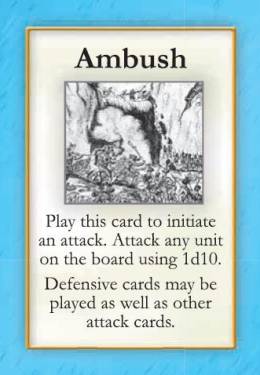 Ambush
Play this card to initiate
an attack. Attack any unit
on the board using 1d10.
Defensive cards may be
played as well as other
attack cards.